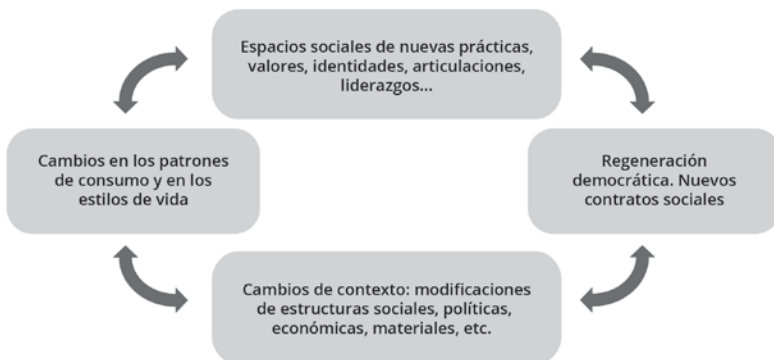 Espacios sociales de nuevas prácticas,
valores, identidades, articulaciones,
liderazgos...
Cambios en los patrones
de consumo y en los
estilos de vida
Regeneración
democrática. Nuevos
contratos sociales
Cambios de contexto: modificaciones
de estructuras sociales, políticas,
económicas, materiales, etc.